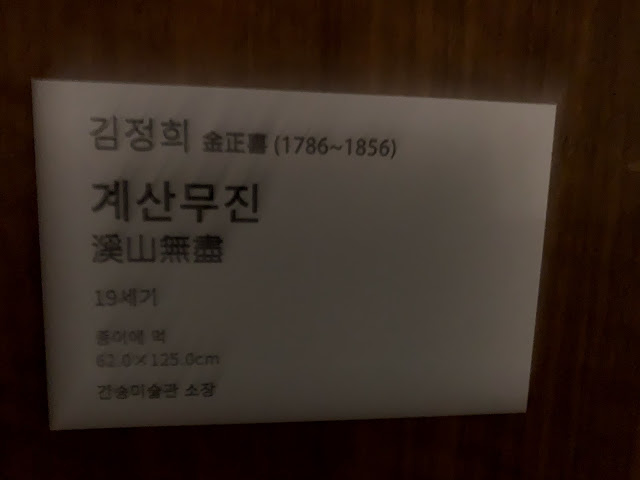 김정희 金正喜 (1786~1856)
계산무진
溪山無盡
19세기
종이에 먹
62.0×125.0cm
간송미술관 소장